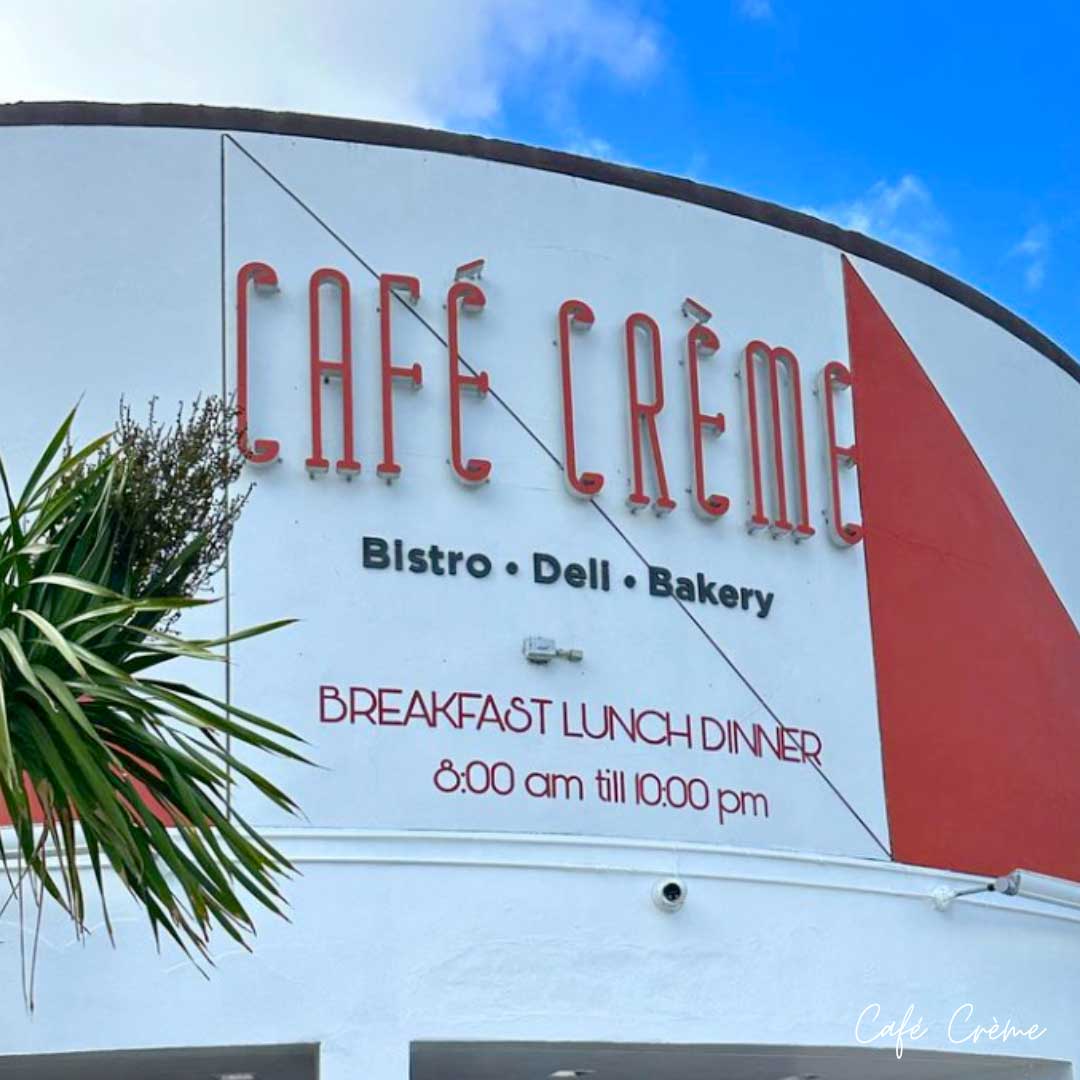 CAFÉ CRÈME
Bistro • Deli • Bakery
BREAKFAST LUNCH DINNER
8:00 am till 10:00 pm
Café Crème